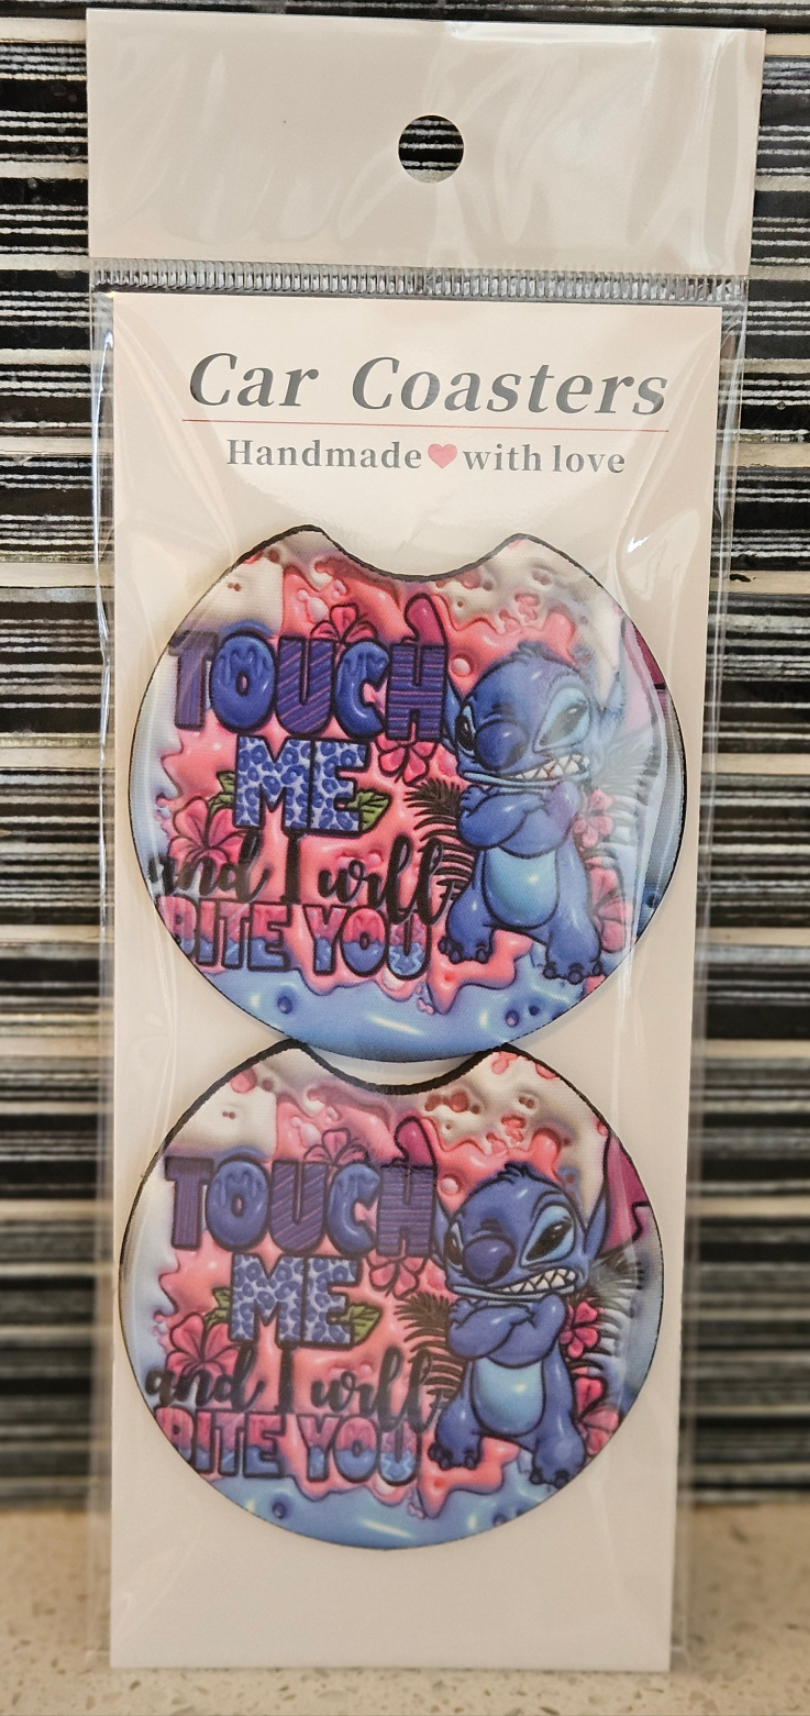 Car Coasters
Handmade❤with love
TOUCH
ME
and I will
BITE YOU
TOUCH
ME
and I will
BITE YOU